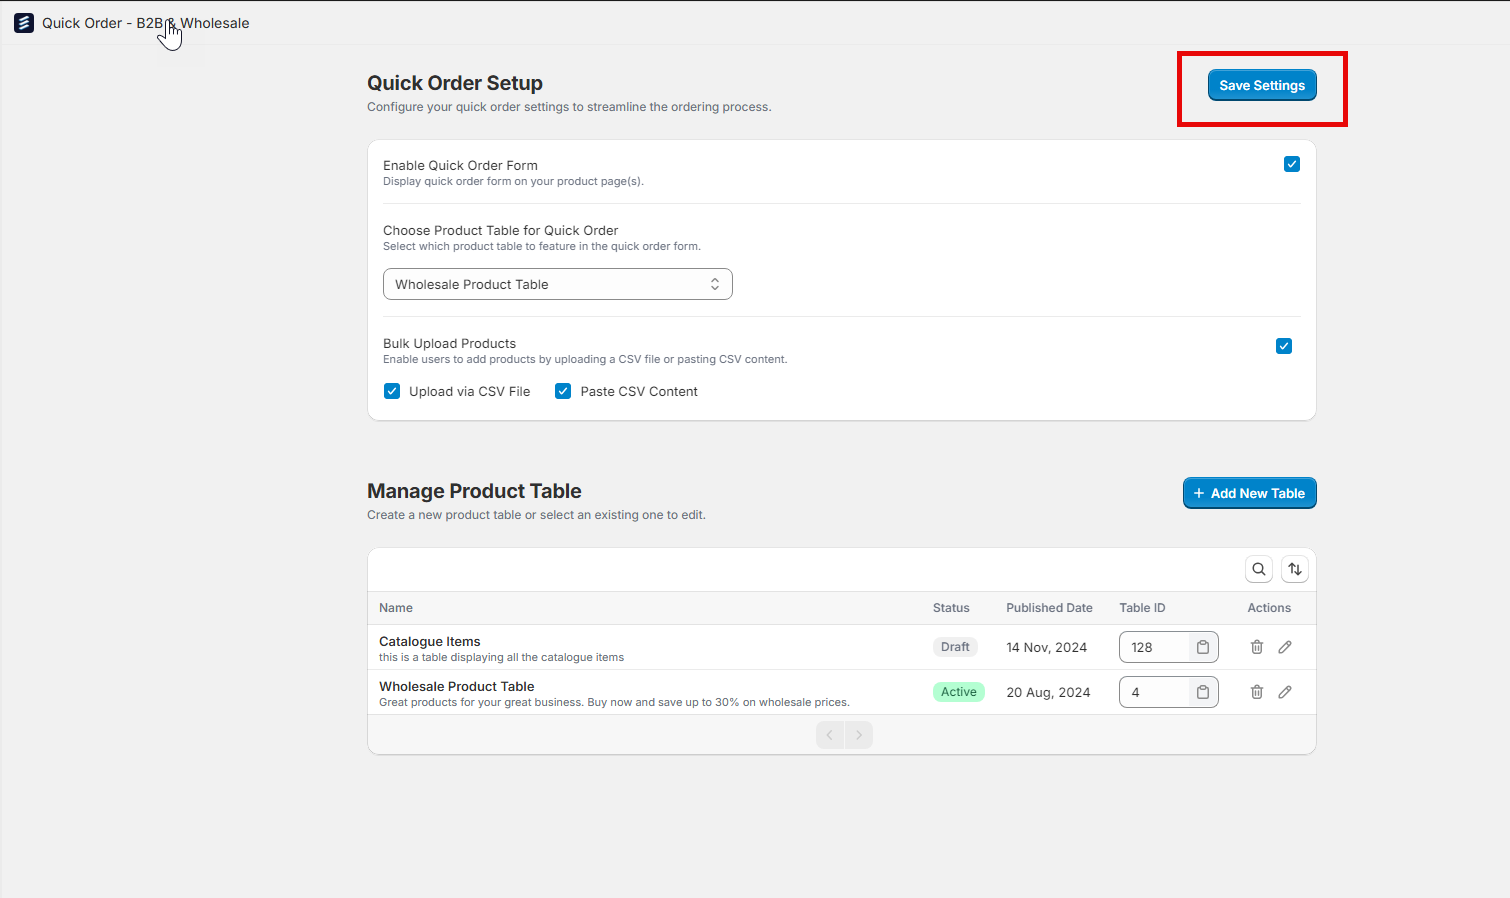 Quick Order - B2B & Wholesale
Quick Order Setup
Save Settings
Configure your quick order settings to streamline the ordering process.
Enable Quick Order Form
Display quick order form on your product page(s).
Choose Product Table for Quick Order
Select which product table to feature in the quick order form.
Wholesale Product Table
Bulk Upload Products
Enable users to add products by uploading a CSV file or pasting CSV content.
Upload via CSV File Paste CSV Content
Manage Product Table
+ Add New Table
Create a new product table or select an existing one to edit.
Name Status Published Date Table ID Actions
Catalogue Items
this is a table displaying all the catalogue items
Draft 14 Nov, 2024 128
Wholesale Product Table
Great products for your great business. Buy now and save up to 30% on wholesale prices.
Active 20 Aug, 2024 4